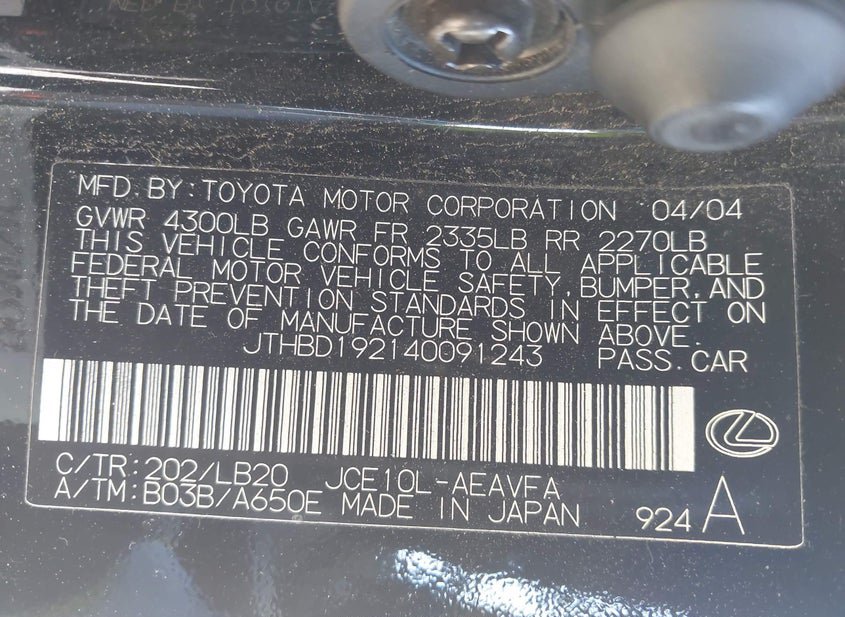 MFD BY: TOYOTA MOTOR CORPORATION 04/04
GVWR 4300LB GAWR FR 2335LB RR 2270LB
THIS VEHICLE CONFORMS TO ALL APPLICABLE
FEDERAL MOTOR VEHICLE SAFETY, BUMPER, AND
THEFT PREVENTION STANDARDS IN EFFECT ON
THE DATE OF MANUFACTURE SHOWN ABOVE.
JTHBD192140091243 PASS. CAR
C/TR: 202/LB20 JCE10L-AEAVFA
A/TM: B03B/A650E MADE IN JAPAN 924 A